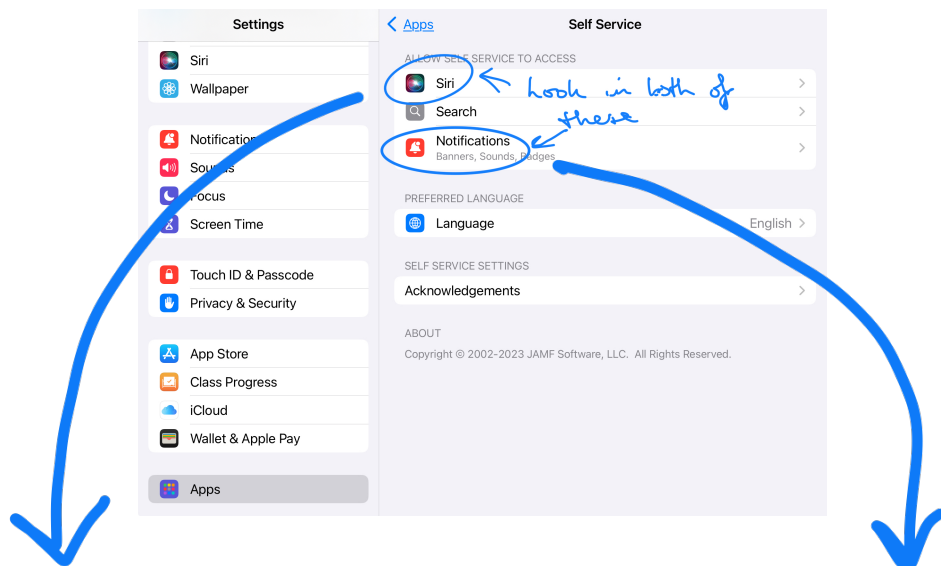 Settings
Siri
Wallpaper
Notifications
Sounds
Focus
Screen Time
Touch ID & Passcode
Privacy & Security
App Store
Class Progress
iCloud
Wallet & Apple Pay
Apps
Apps
Self Service
ALLOW SELF SERVICE TO ACCESS
Siri
Look in both of
these
Search
Notifications
Banners, Sounds, Badges
PREFERRED LANGUAGE
Language English
SELF SERVICE SETTINGS
Acknowledgements
ABOUT
Copyright © 2002-2023 JAMF Software, LLC. All Rights Reserved.